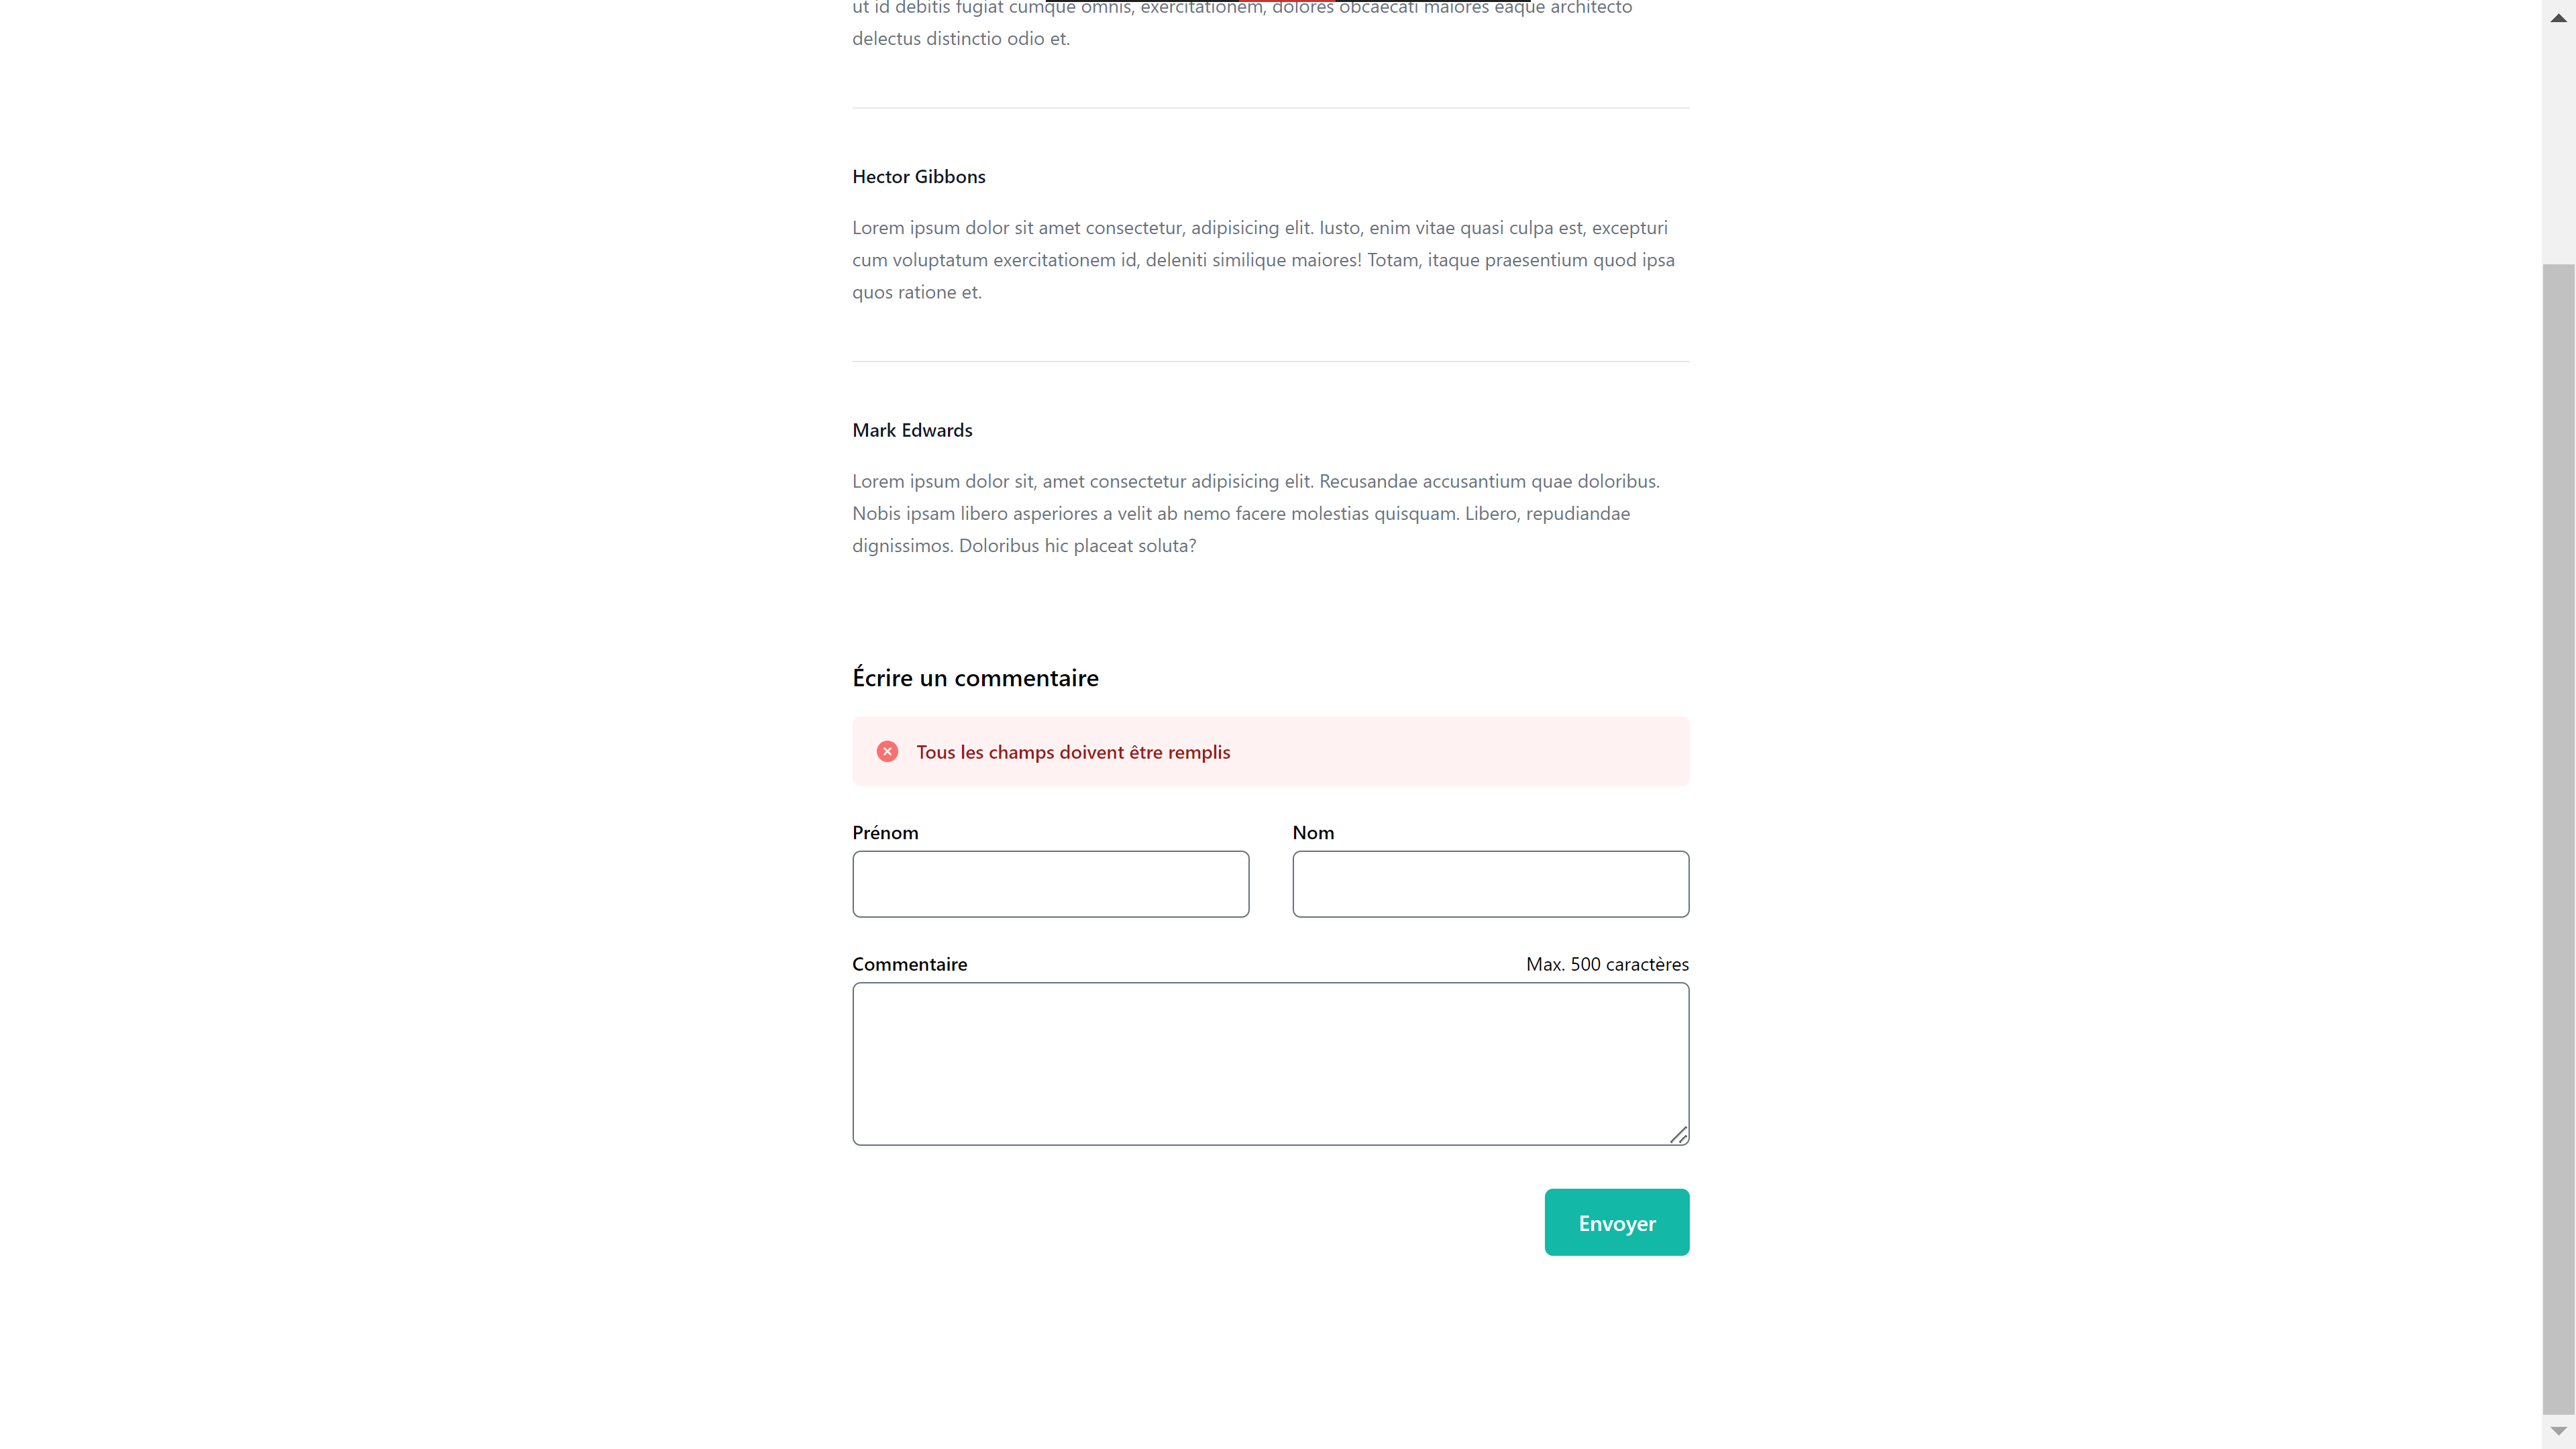 ut id debitis fugiat cumque omnis, exercitationem, dolores obcaecati maiores eaque architecto
delectus distinctio odio et.
Hector Gibbons
Lorem ipsum dolor sit amet consectetur, adipisicing elit. Iusto, enim vitae quasi culpa est, excepturi
cum voluptatum exercitationem id, deleniti similique maiores! Totam, itaque praesentium quod ipsa
quos ratione et.
Mark Edwards
Lorem ipsum dolor sit, amet consectetur adipisicing elit. Recusandae accusantium quae doloribus.
Nobis ipsam libero asperiores a velit ab nemo facere molestias quisquam. Libero, repudiandae
dignissimos. Doloribus hic placeat soluta?
Écrire un commentaire
Tous les champs doivent être remplis
Prénom
Nom
Commentaire
Max. 500 caractères
Envoyer